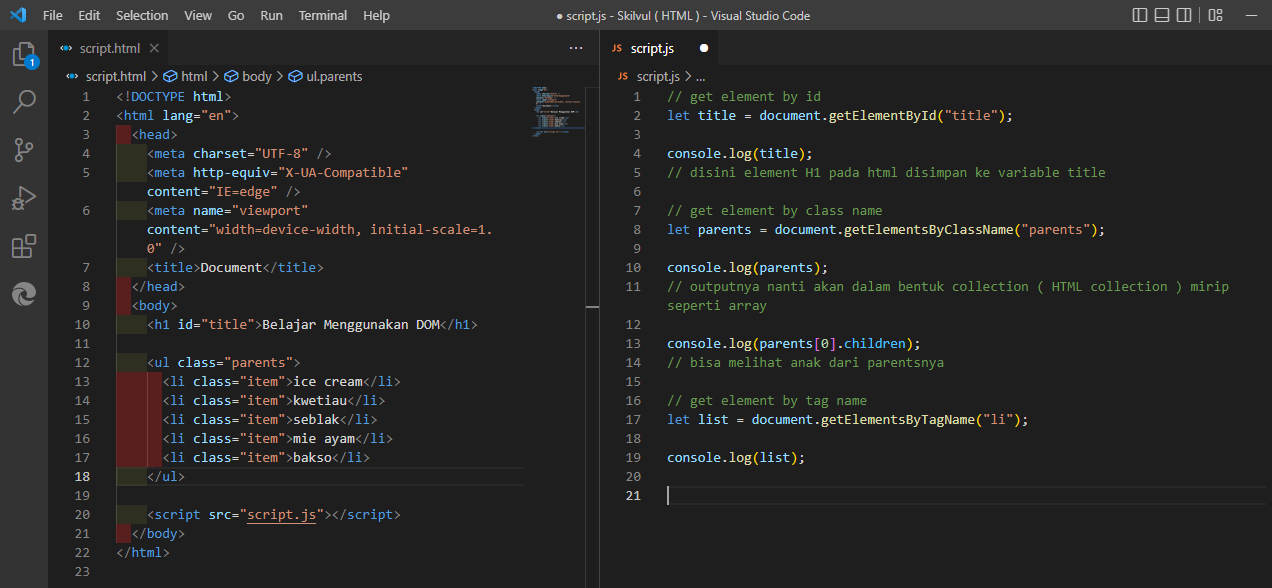 File Edit Selection View Go Run Terminal Help
● script.js - Skilvul ( HTML ) - Visual Studio Code
1
script.html
script.html > html > body > ul.parents
1 <!DOCTYPE html>
2 <html lang="en">
3 <head>
4 <meta charset="UTF-8" />
5 <meta http-equiv="X-UA-Compatible"
content="IE=edge" />
6 <meta name="viewport"
content="width=device-width, initial-scale=1.
0" />
7 <title>Document</title>
8 </head>
9 <body>
10 <h1 id="title">Belajar Menggunakan DOM</h1>
11
12 <ul class="parents">
13 <li class="item">ice cream</li>
14 <li class="item">kwetiau</li>
15 <li class="item">seblak</li>
16 <li class="item">mie ayam</li>
17 <li class="item">bakso</li>
18 </ul>
19
20 <script src="script.js"></script>
21 </body>
22 </html>
23
JS script.js ●
JS script.js > ...
1 // get element by id
2 let title = document.getElementById("title");
3
4 console.log(title);
5 // disini element H1 pada html disimpan ke variable title
6
7 // get element by class name
8 let parents = document.getElementsByClassName("parents");
9
10 console.log(parents);
11 // outputnya nanti akan dalam bentuk collection ( HTML collection ) mirip
seperti array
12
13 console.log(parents[0].children);
14 // bisa melihat anak dari parentsnya
15
16 // get element by tag name
17 let list = document.getElementsByTagName("li");
18
19 console.log(list);
20
21